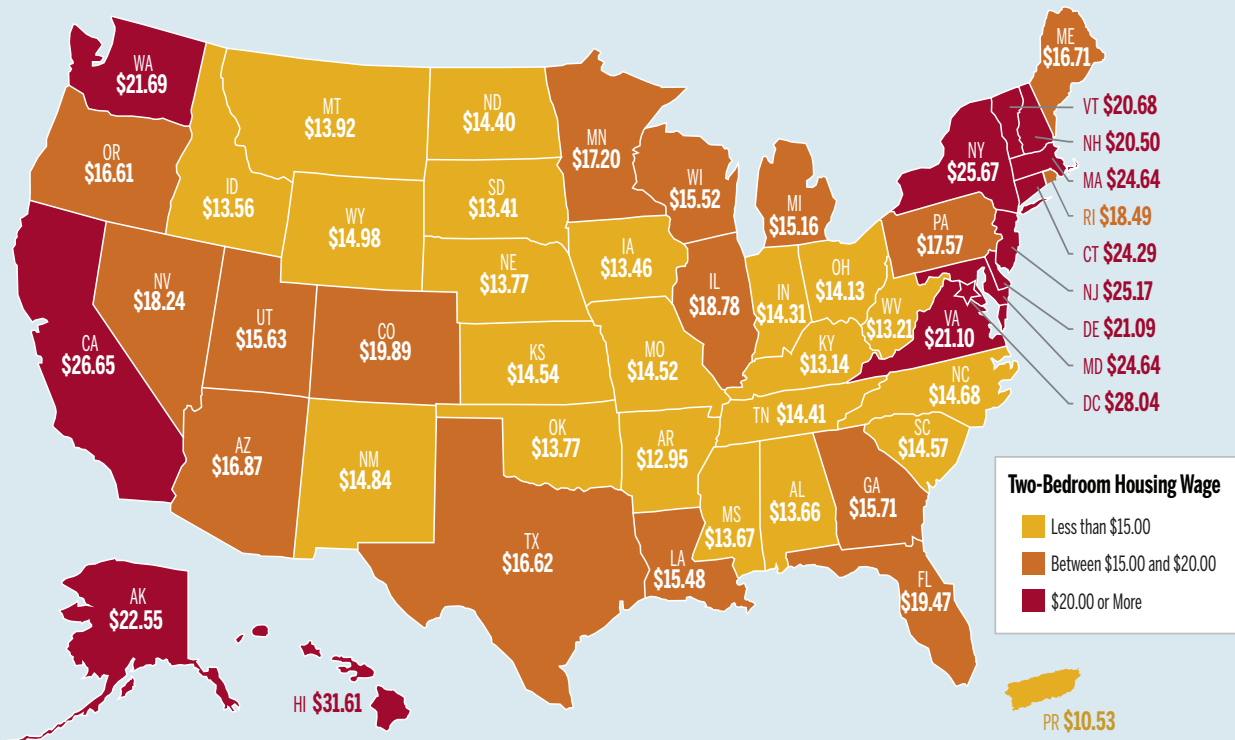 WA
$21.69
OR
$16.61
CA
$26.65
NV
$18.24
ID
$13.56
MT
$13.92
WY
$14.98
UT
$15.63
CO
$19.89
AZ
$16.87
NM
$14.84
ND
$14.40
SD
$13.41
NE
$13.77
KS
$14.54
OK
$13.77
TX
$16.62
MN
$17.20
IA
$13.46
MO
$14.52
AR
$12.95
LA
$15.48
WI
$15.52
IL
$18.78
MI
$15.16
IN
$14.31
OH
$14.13
KY
$13.14
TN $14.41
MS
$13.67
AL
$13.66
GA
$15.71
FL
$19.47
SC
$14.57
NC
$14.68
VA
$21.10
WV
$13.21
PA
$17.57
NY
$25.67
ME
$16.71
VT $20.68
NH $20.50
MA $24.64
RI $18.49
CT $24.29
NJ $25.17
DE $21.09
MD $24.64
DC $28.04
AK
$22.55
HI $31.61
PR $10.53
Two-Bedroom Housing Wage
Less than $15.00
Between $15.00 and $20.00
$20.00 or More